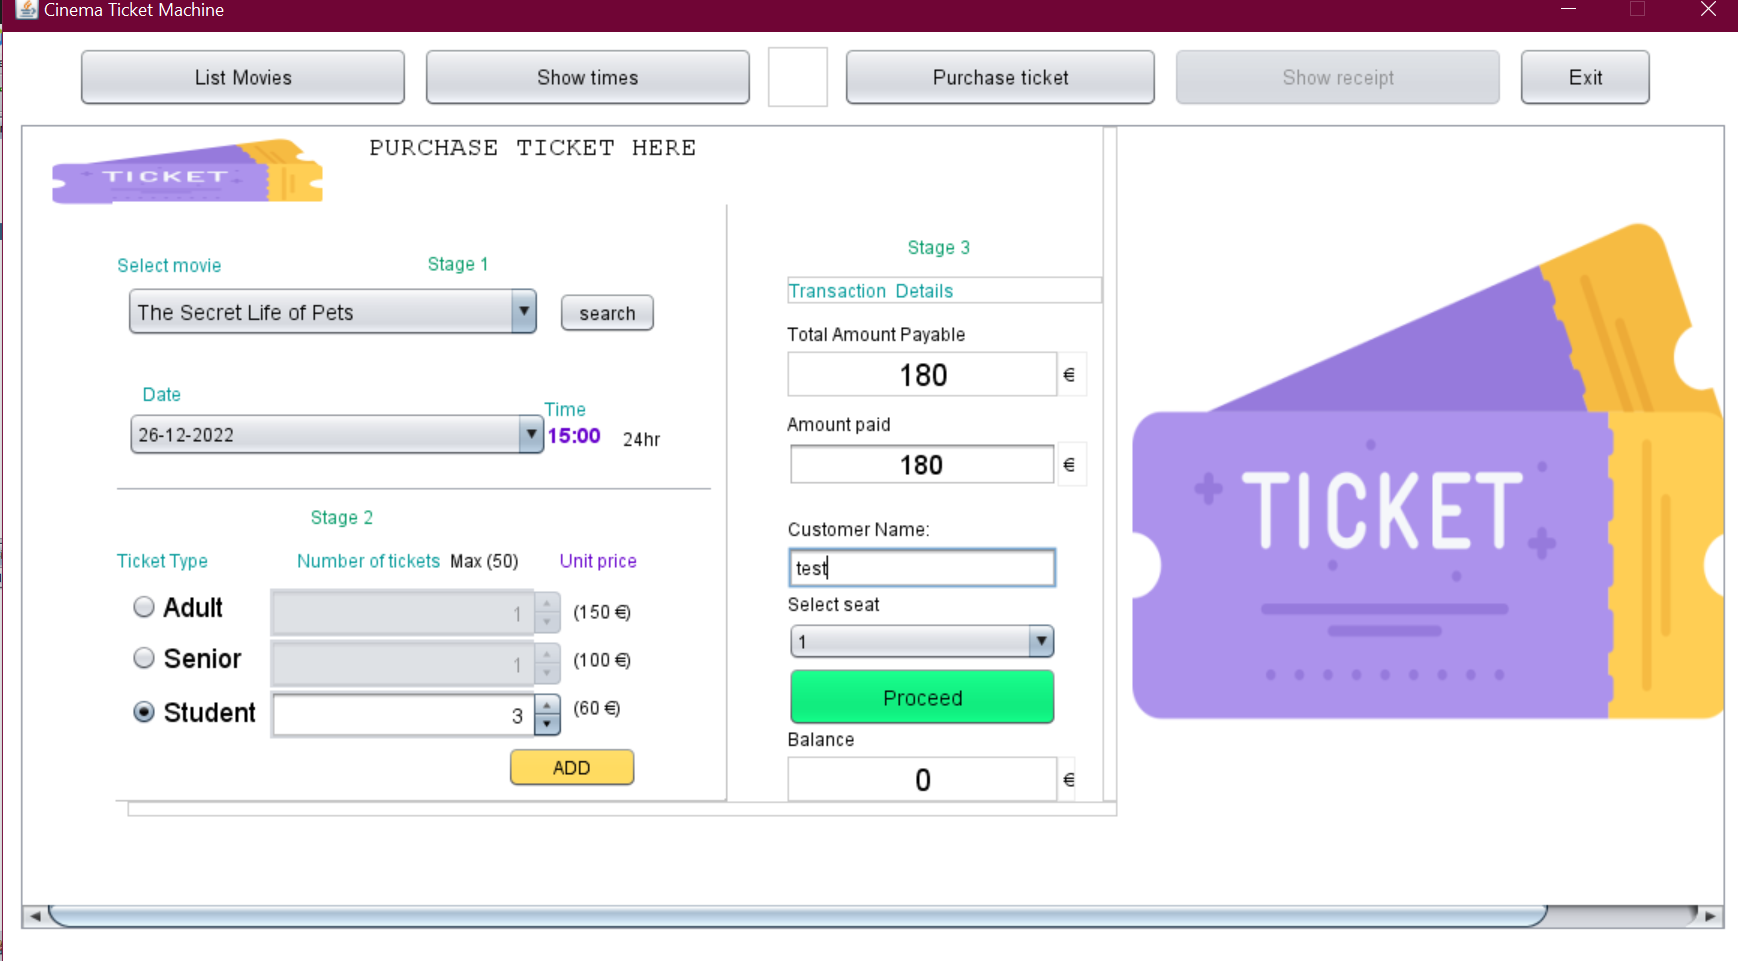 Cinema Ticket Machine
List Movies
Show times
Purchase ticket
Show receipt
Exit
TICKET
PURCHASE TICKET HERE
Select movie
Stage 1
The Secret Life of Pets
search
Date
Time
26-12-2022
15:00
24hr
Stage 2
Ticket Type
Number of tickets
Max (50)
Unit price
Adult
1
(150 €)
Senior
1
(100 €)
Student
3
(60 €)
ADD
Stage 3
Transaction Details
Total Amount Payable
180
€
Amount paid
180
€
Customer Name:
test
Select seat
1
Proceed
Balance
0
€
TICKET